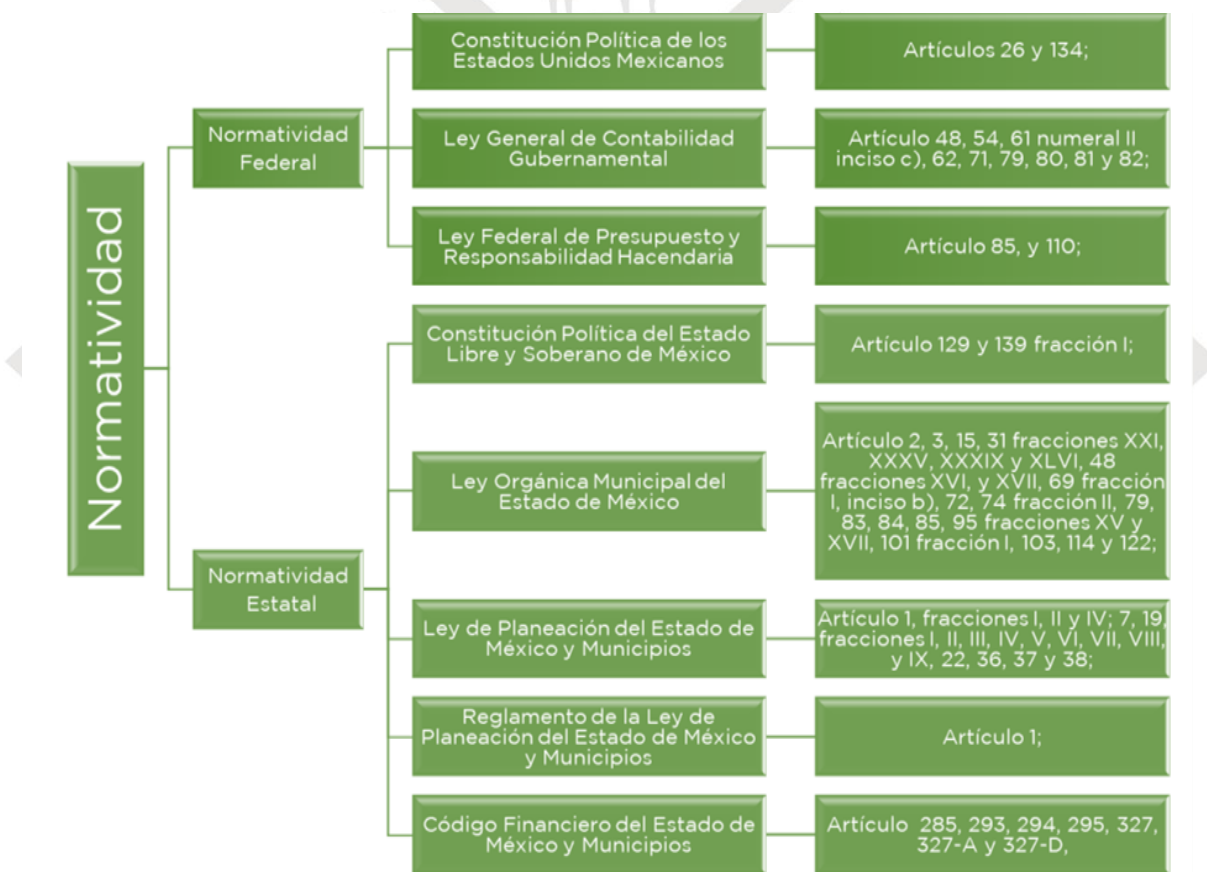 Normatividad
Normatividad
Federal
Constitución Política de los
Estados Unidos Mexicanos
Artículos 26 y 134;
Ley General de Contabilidad
Gubernamental
Artículo 48, 54, 61 numeral II
inciso c), 62, 71, 79, 80, 81 y 82;
Ley Federal de Presupuesto y
Responsabilidad Hacendaria
Artículo 85, y 110;
Normatividad
Estatal
Constitución Política del Estado
Libre y Soberano de México
Artículo 129 y 139 fracción I;
Ley Orgánica Municipal del
Estado de México
Artículo 2, 3, 15, 31 fracciones XXI,
XXXV, XXXIX y XLVI, 48
fracciones XVI, y XVII, 69 fracción
I, inciso b), 72, 74 fracción II, 79,
83, 84, 85, 95 fracciones XV y
XVII, 101 fracción I, 103, 114 y 122;
Ley de Planeación del Estado de
México y Municipios
Artículo 1, fracciones I, II y IV; 7, 19,
fracciones I, II, III, IV, V, VI, VII, VIII,
y IX, 22, 36, 37 y 38;
Reglamento de la Ley de
Planeación del Estado de México
y Municipios
Artículo 1;
Código Financiero del Estado de
México y Municipios
Artículo 285, 293, 294, 295, 327,
327-A y 327-D,